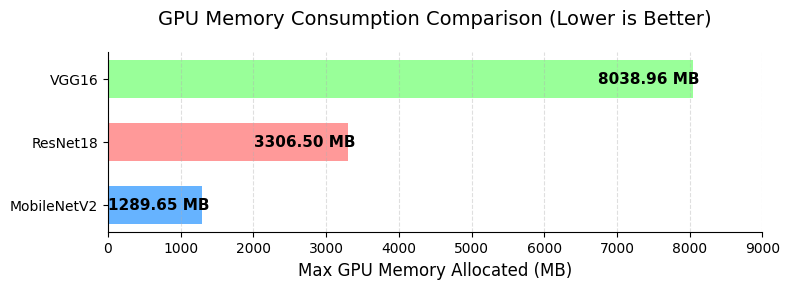 GPU Memory Consumption Comparison (Lower is Better)
VGG16
8038.96 MB
ResNet18
3306.50 MB
MobileNetV2
1289.65 MB
0 1000 2000 3000 4000 5000 6000 7000 8000 9000
Max GPU Memory Allocated (MB)